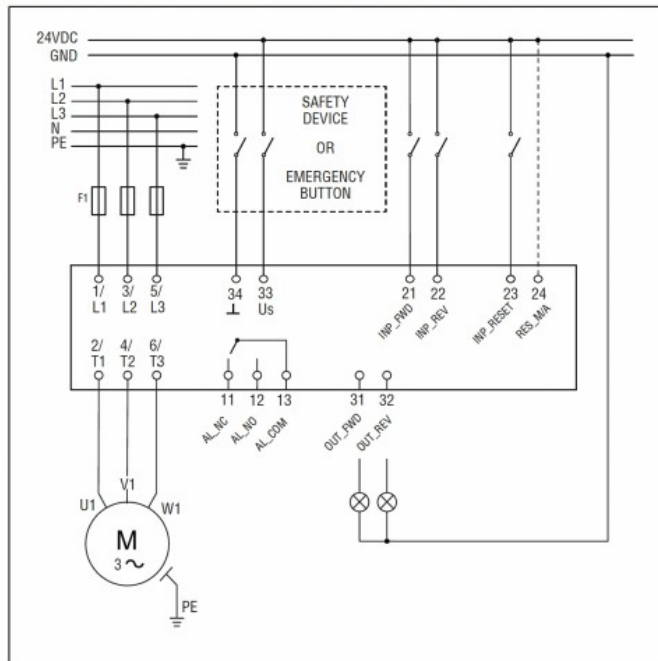 24VDC
GND
L1
L2
L3
N
PE
SAFETY
DEVICE
OR
EMERGENCY
BUTTON
F1
1/
L1
3/
L2
5/
L3
34
⊥
33
Us
21
INP_FWD
22
INP_REV
23
INP_RESET
24
RES_M/A
2/
T1
4/
T2
6/
T3
11
AL_NC
12
AL_NO
13
AL_COM
31
OUT_FWD
32
OUT_REV
U1
V1
W1
M
3 ~
PE